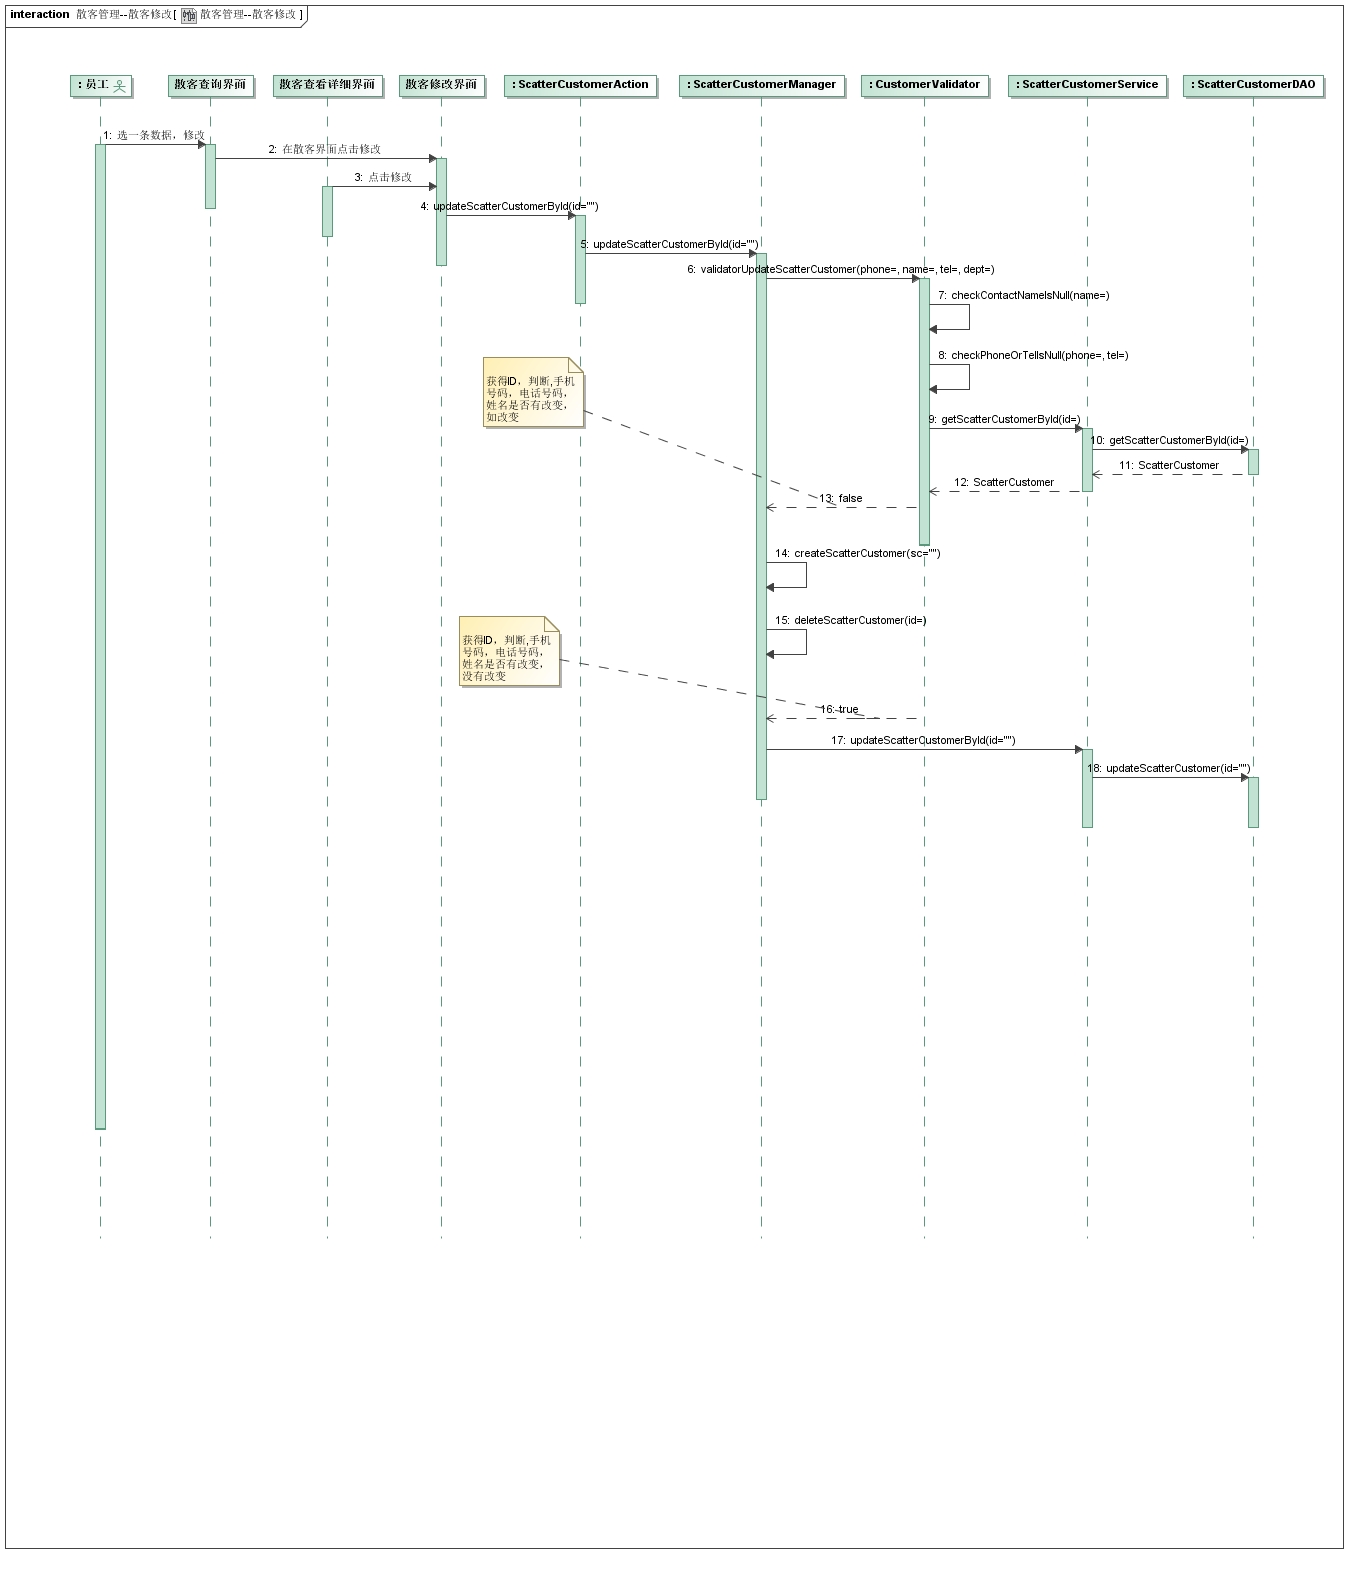 interaction 散客管理--散客修改[ 散客管理--散客修改 ]
: 员工
散客查询界面
散客查看详细界面
散客修改界面
: ScatterCustomerAction
: ScatterCustomerManager
: CustomerValidator
: ScatterCustomerService
: ScatterCustomerDAO
1: 选一条数据，修改
2: 在散客界面点击修改
3: 点击修改
4: updateScatterCustomerById(id="")
5: updateScatterCustomerById(id="")
6: validatorUpdateScatterCustomer(phone=, name=, tel=, dept=)
7: checkContactNameIsNull(name=)
8: checkPhoneOrTelIsNull(phone=, tel=)
获得ID，判断,手机
号码，电话号码，
姓名是否有改变，
如改变
9: getScatterCustomerById(id=)
10: getScatterCustomerById(id=)
11: ScatterCustomer
12: ScatterCustomer
13: false
14: createScatterCustomer(sc="")
15: deleteScatterCustomer(id=)
获得ID，判断,手机
号码，电话号码，
姓名是否有改变，
没有改变
16: true
17: updateScatterCustomerById(id="")
18: updateScatterCustomer(id="")